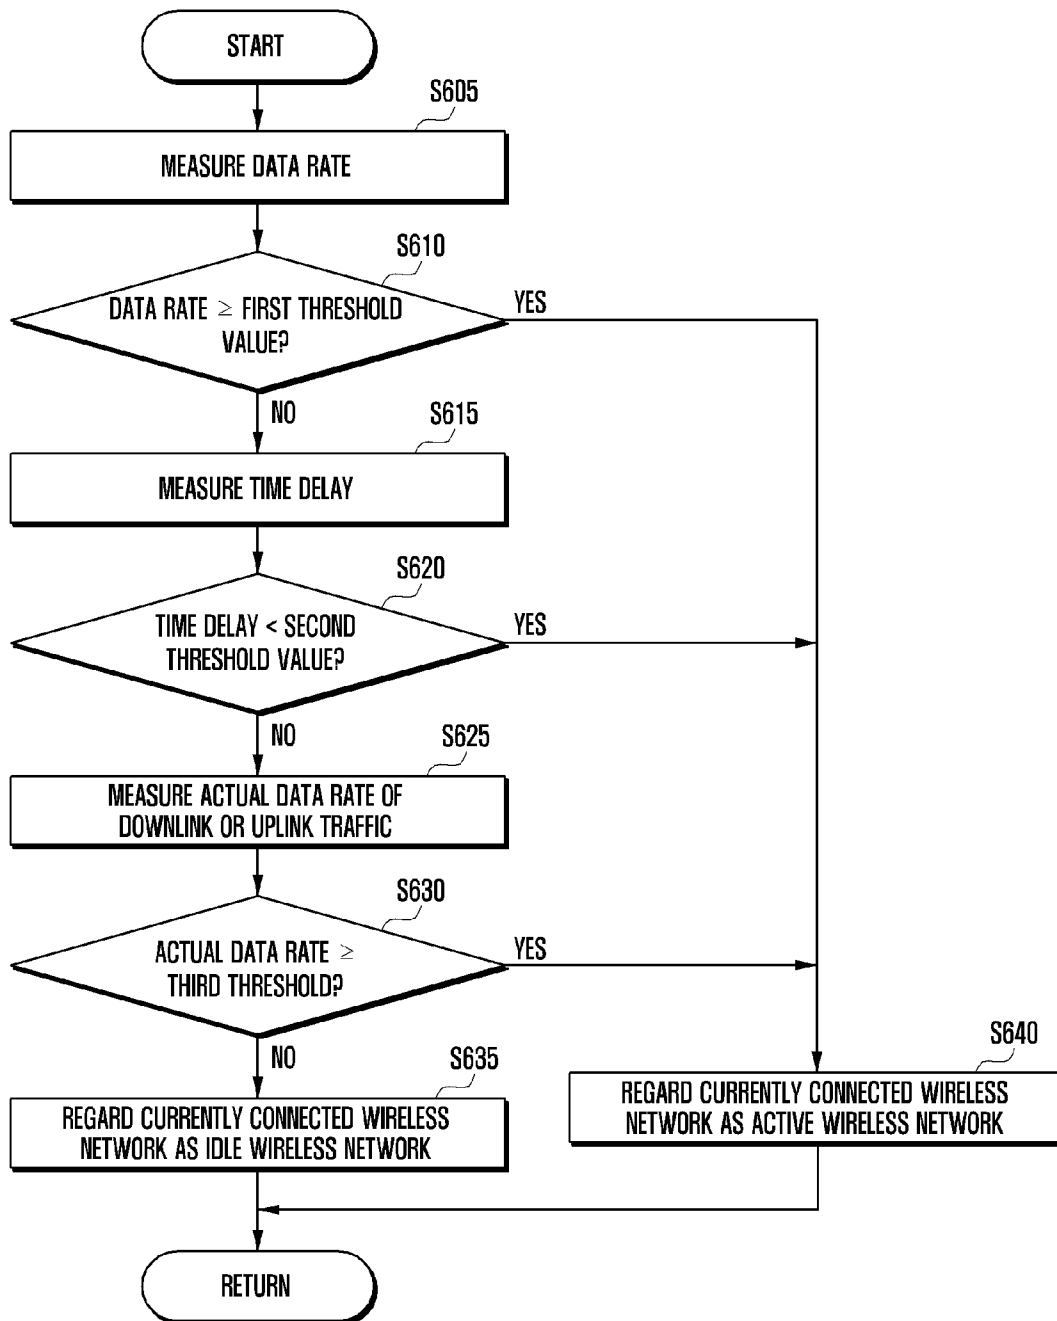 START
S605
MEASURE DATA RATE
S610
DATA RATE ≥ FIRST THRESHOLD
VALUE?
YES
NO
S615
MEASURE TIME DELAY
S620
TIME DELAY < SECOND
THRESHOLD VALUE?
YES
NO
S625
MEASURE ACTUAL DATA RATE OF
DOWNLINK OR UPLINK TRAFFIC
S630
ACTUAL DATA RATE ≥
THIRD THRESHOLD?
YES
NO
S635
REGARD CURRENTLY CONNECTED WIRELESS
NETWORK AS IDLE WIRELESS NETWORK
S640
REGARD CURRENTLY CONNECTED WIRELESS
NETWORK AS ACTIVE WIRELESS NETWORK
RETURN